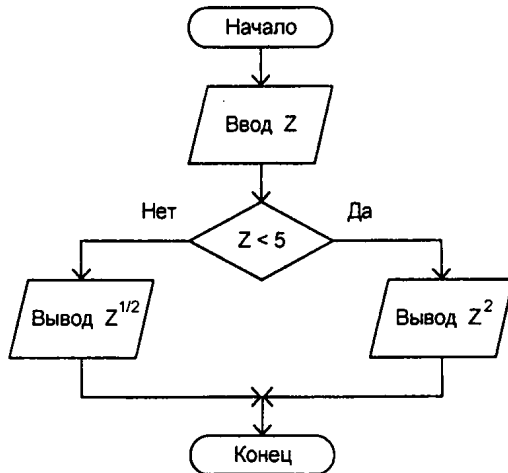 Начало
Ввод Z
Нет
Да
Z < 5
Вывод Z^1/2
Вывод Z^2
Конец